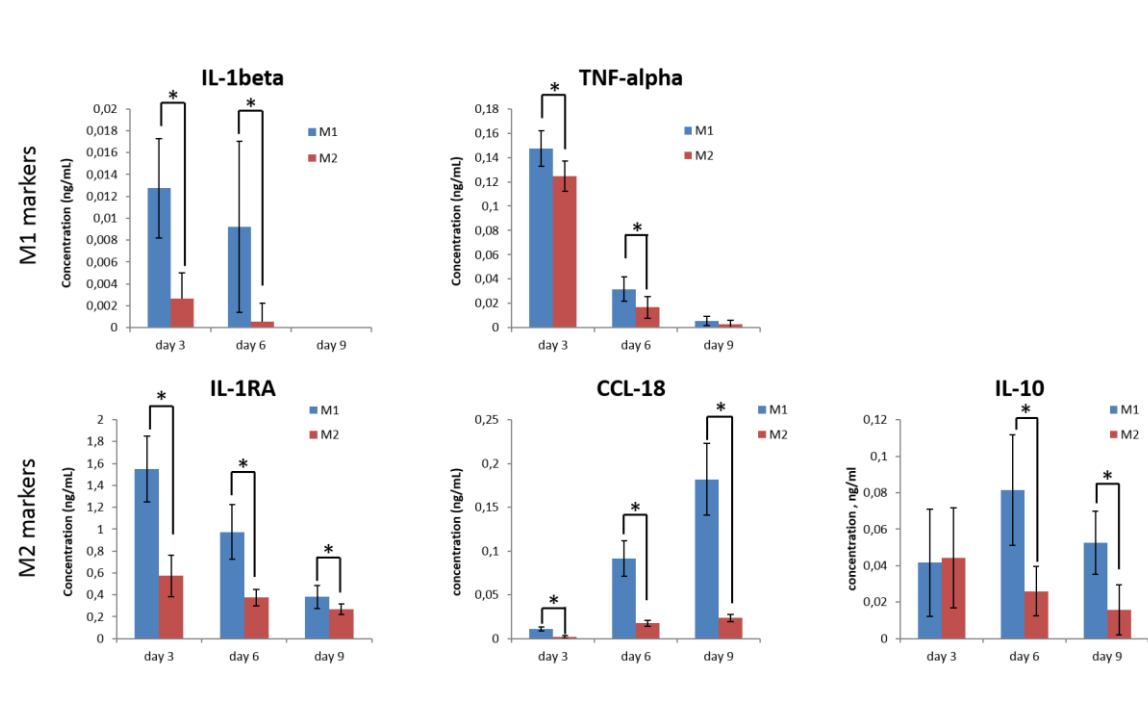 M1 markers
IL-1beta
Concentration (ng/mL)
0,02
0,018
0,016
0,014
0,012
0,01
0,008
0,006
0,004
0,002
0
*
*
M1
M2
day 3 day 6 day 9
TNF-alpha
Concentration (ng/mL)
0,18
0,16
0,14
0,12
0,1
0,08
0,06
0,04
0,02
0
*
*
M1
M2
day 3 day 6 day 9
M2 markers
IL-1RA
Concentration (ng/mL)
2
1,8
1,6
1,4
1,2
1
0,8
0,6
0,4
0,2
0
*
*
*
M1
M2
day 3 day 6 day 9
CCL-18
concentration (ng/mL)
0,25
0,2
0,15
0,1
0,05
0
*
*
*
M1
M2
day 3 day 6 day 9
IL-10
concentration , ng/ml
0,12
0,1
0,08
0,06
0,04
0,02
0
*
*
M1
M2
day 3 day 6 day 9